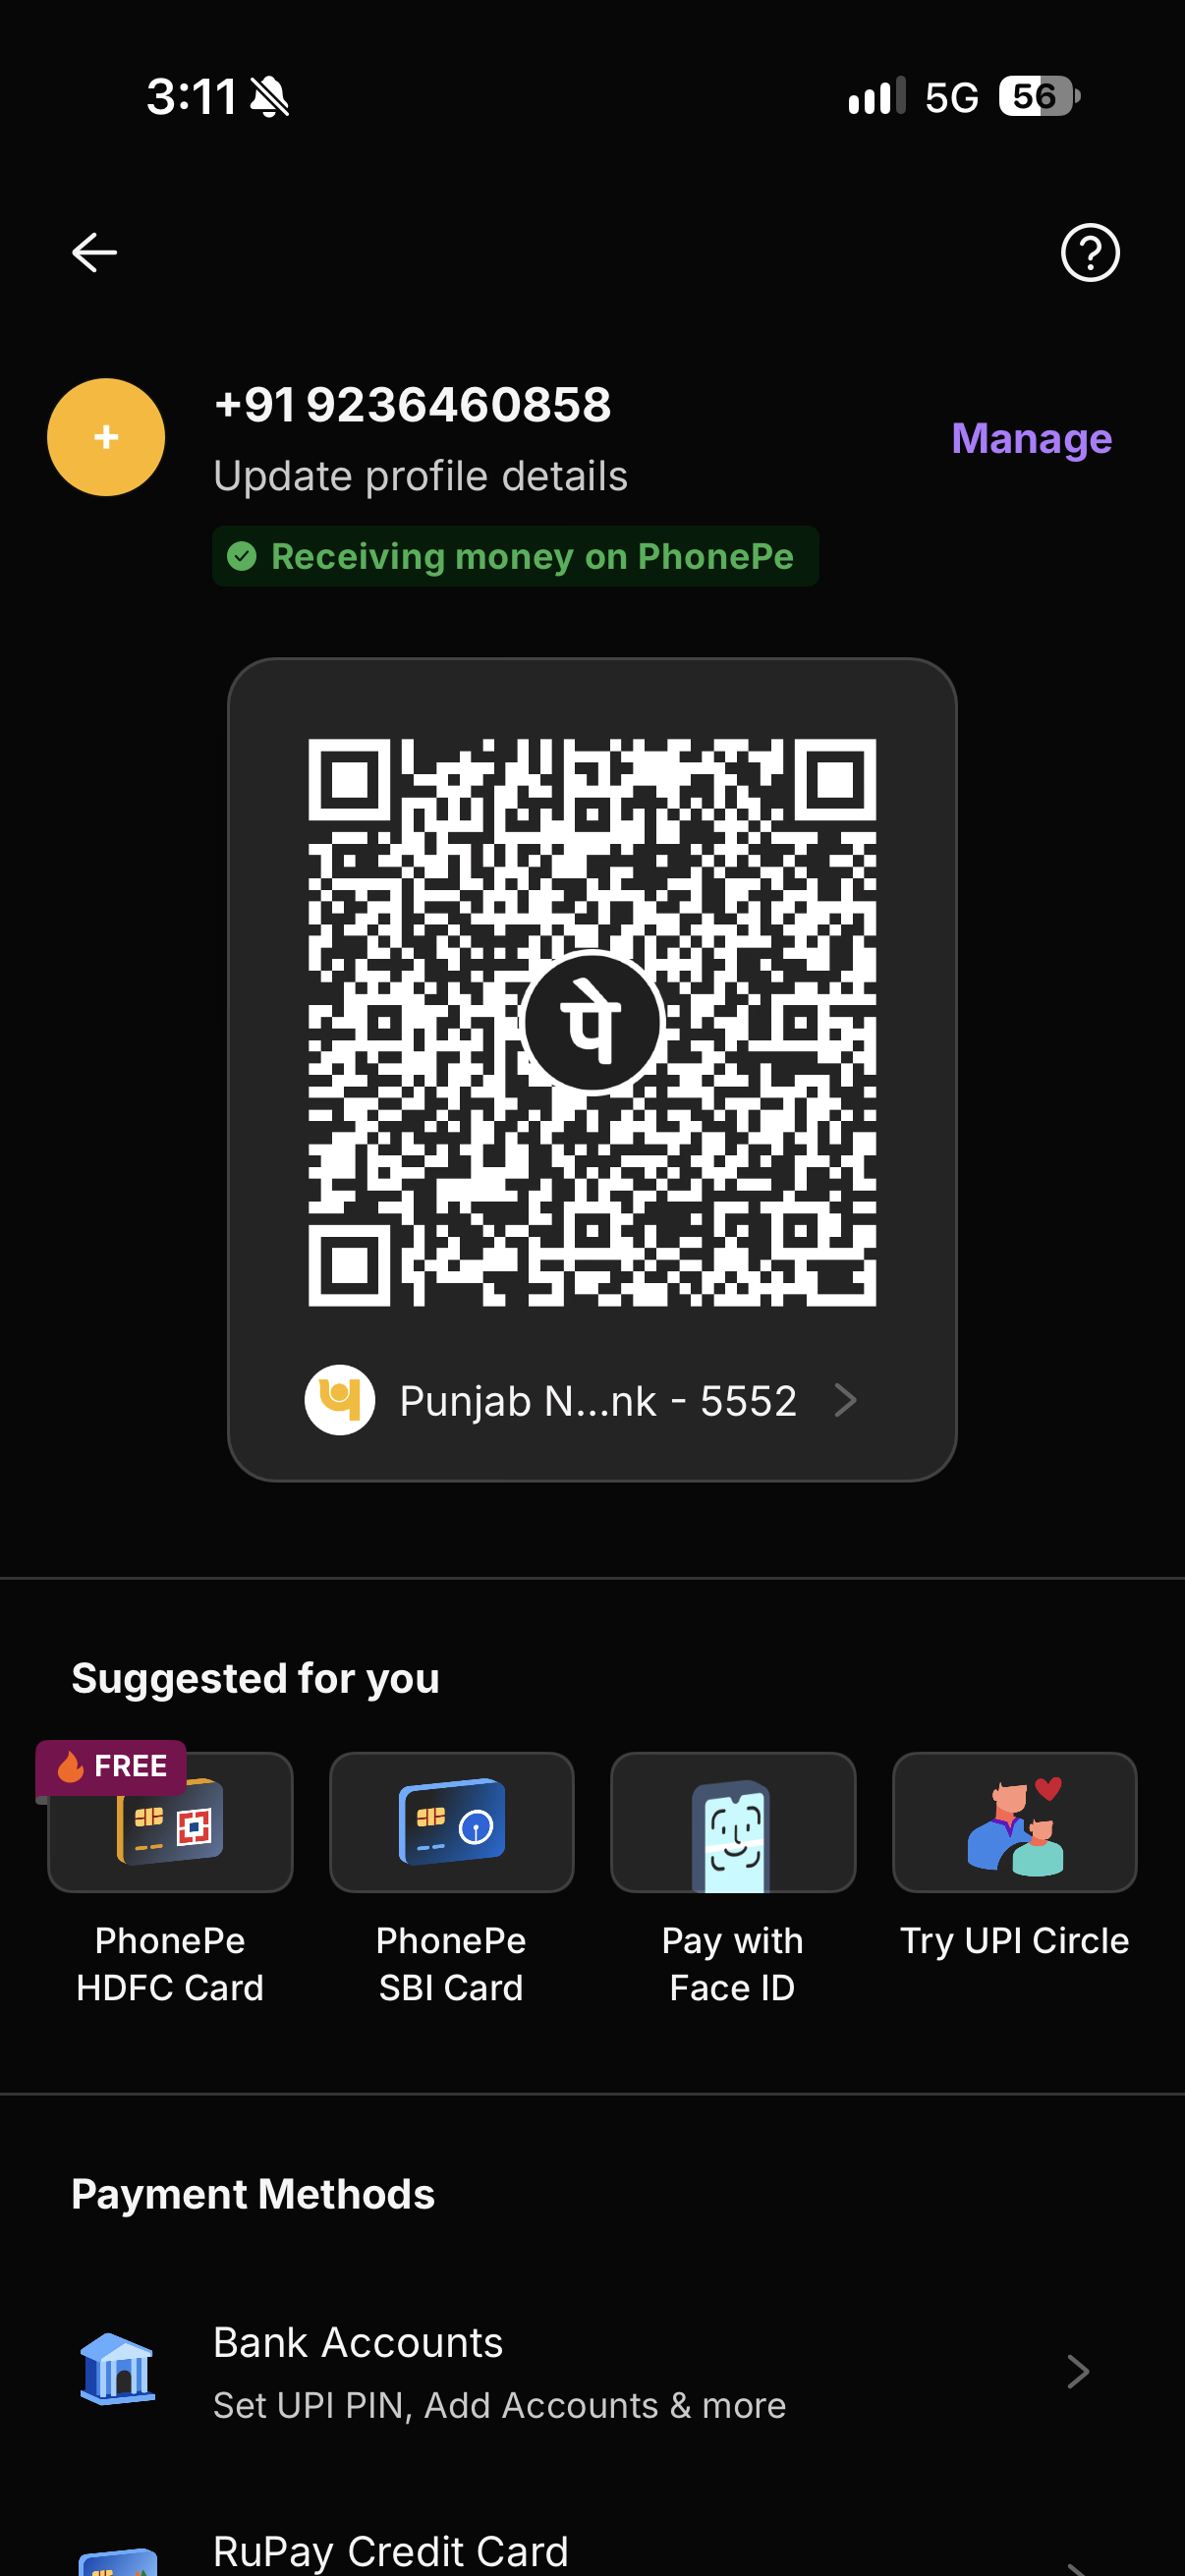 3:11
5G
56
+91 9236460858
Manage
Update profile details
Receiving money on PhonePe
पे
Punjab N...nk - 5552
Suggested for you
FREE
PhonePe
HDFC Card
PhonePe
SBI Card
Pay with
Face ID
Try UPI Circle
Payment Methods
Bank Accounts
Set UPI PIN, Add Accounts & more
RuPay Credit Card